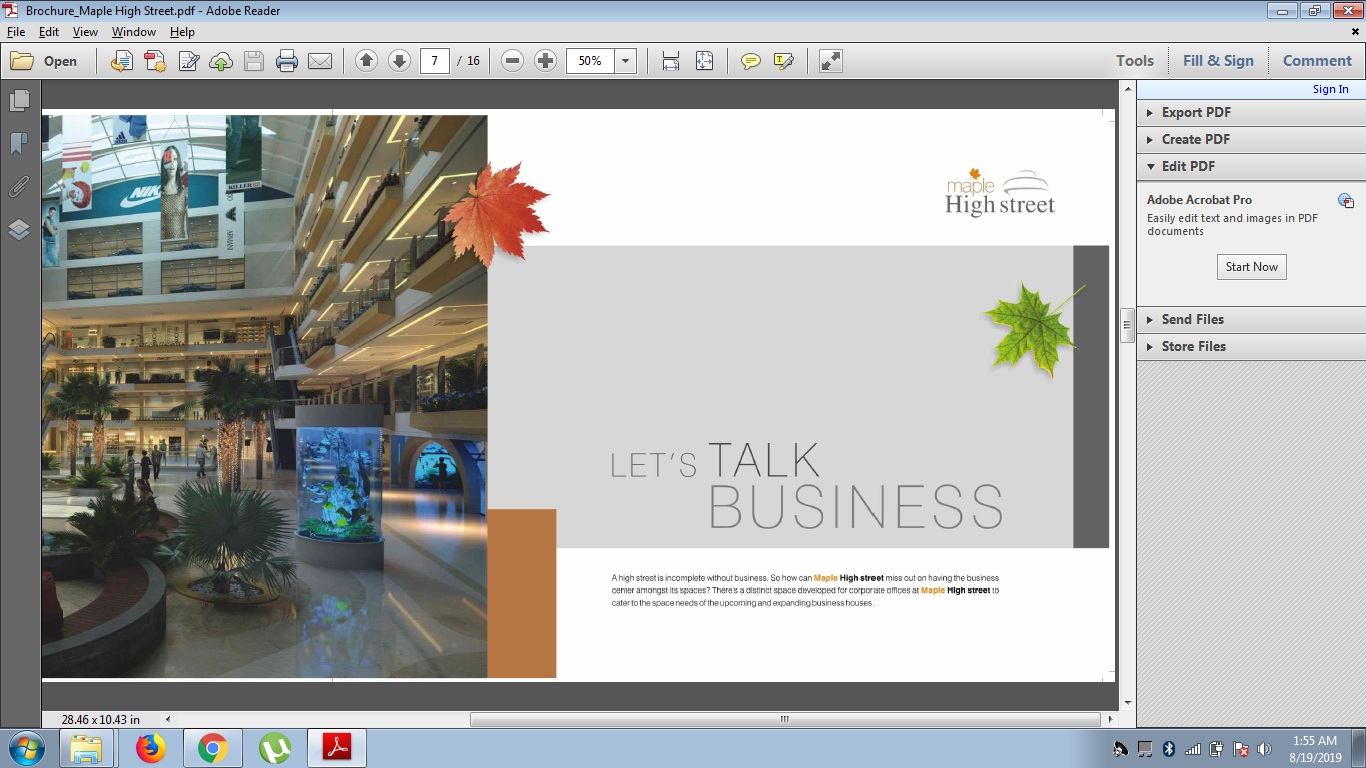 Brochure_Maple High Street.pdf - Adobe Reader
File Edit View Window Help
Open 7 / 16 50% Tools Fill & Sign Comment
Sign In
Export PDF
Create PDF
Edit PDF
Adobe Acrobat Pro
Easily edit text and images in PDF
documents
Start Now
Send Files
Store Files
NIKE
KILLER
ARMANI
maple
High street
LET'S TALK
BUSINESS
A high street is incomplete without business. So how can Maple High street miss out on having the business
center amongst its spaces? There's a distinct space developed for corporate offices at Maple High street to
cater to the space needs of the upcoming and expanding business houses .
28.46 x 10.43 in
1:55 AM
8/19/2019